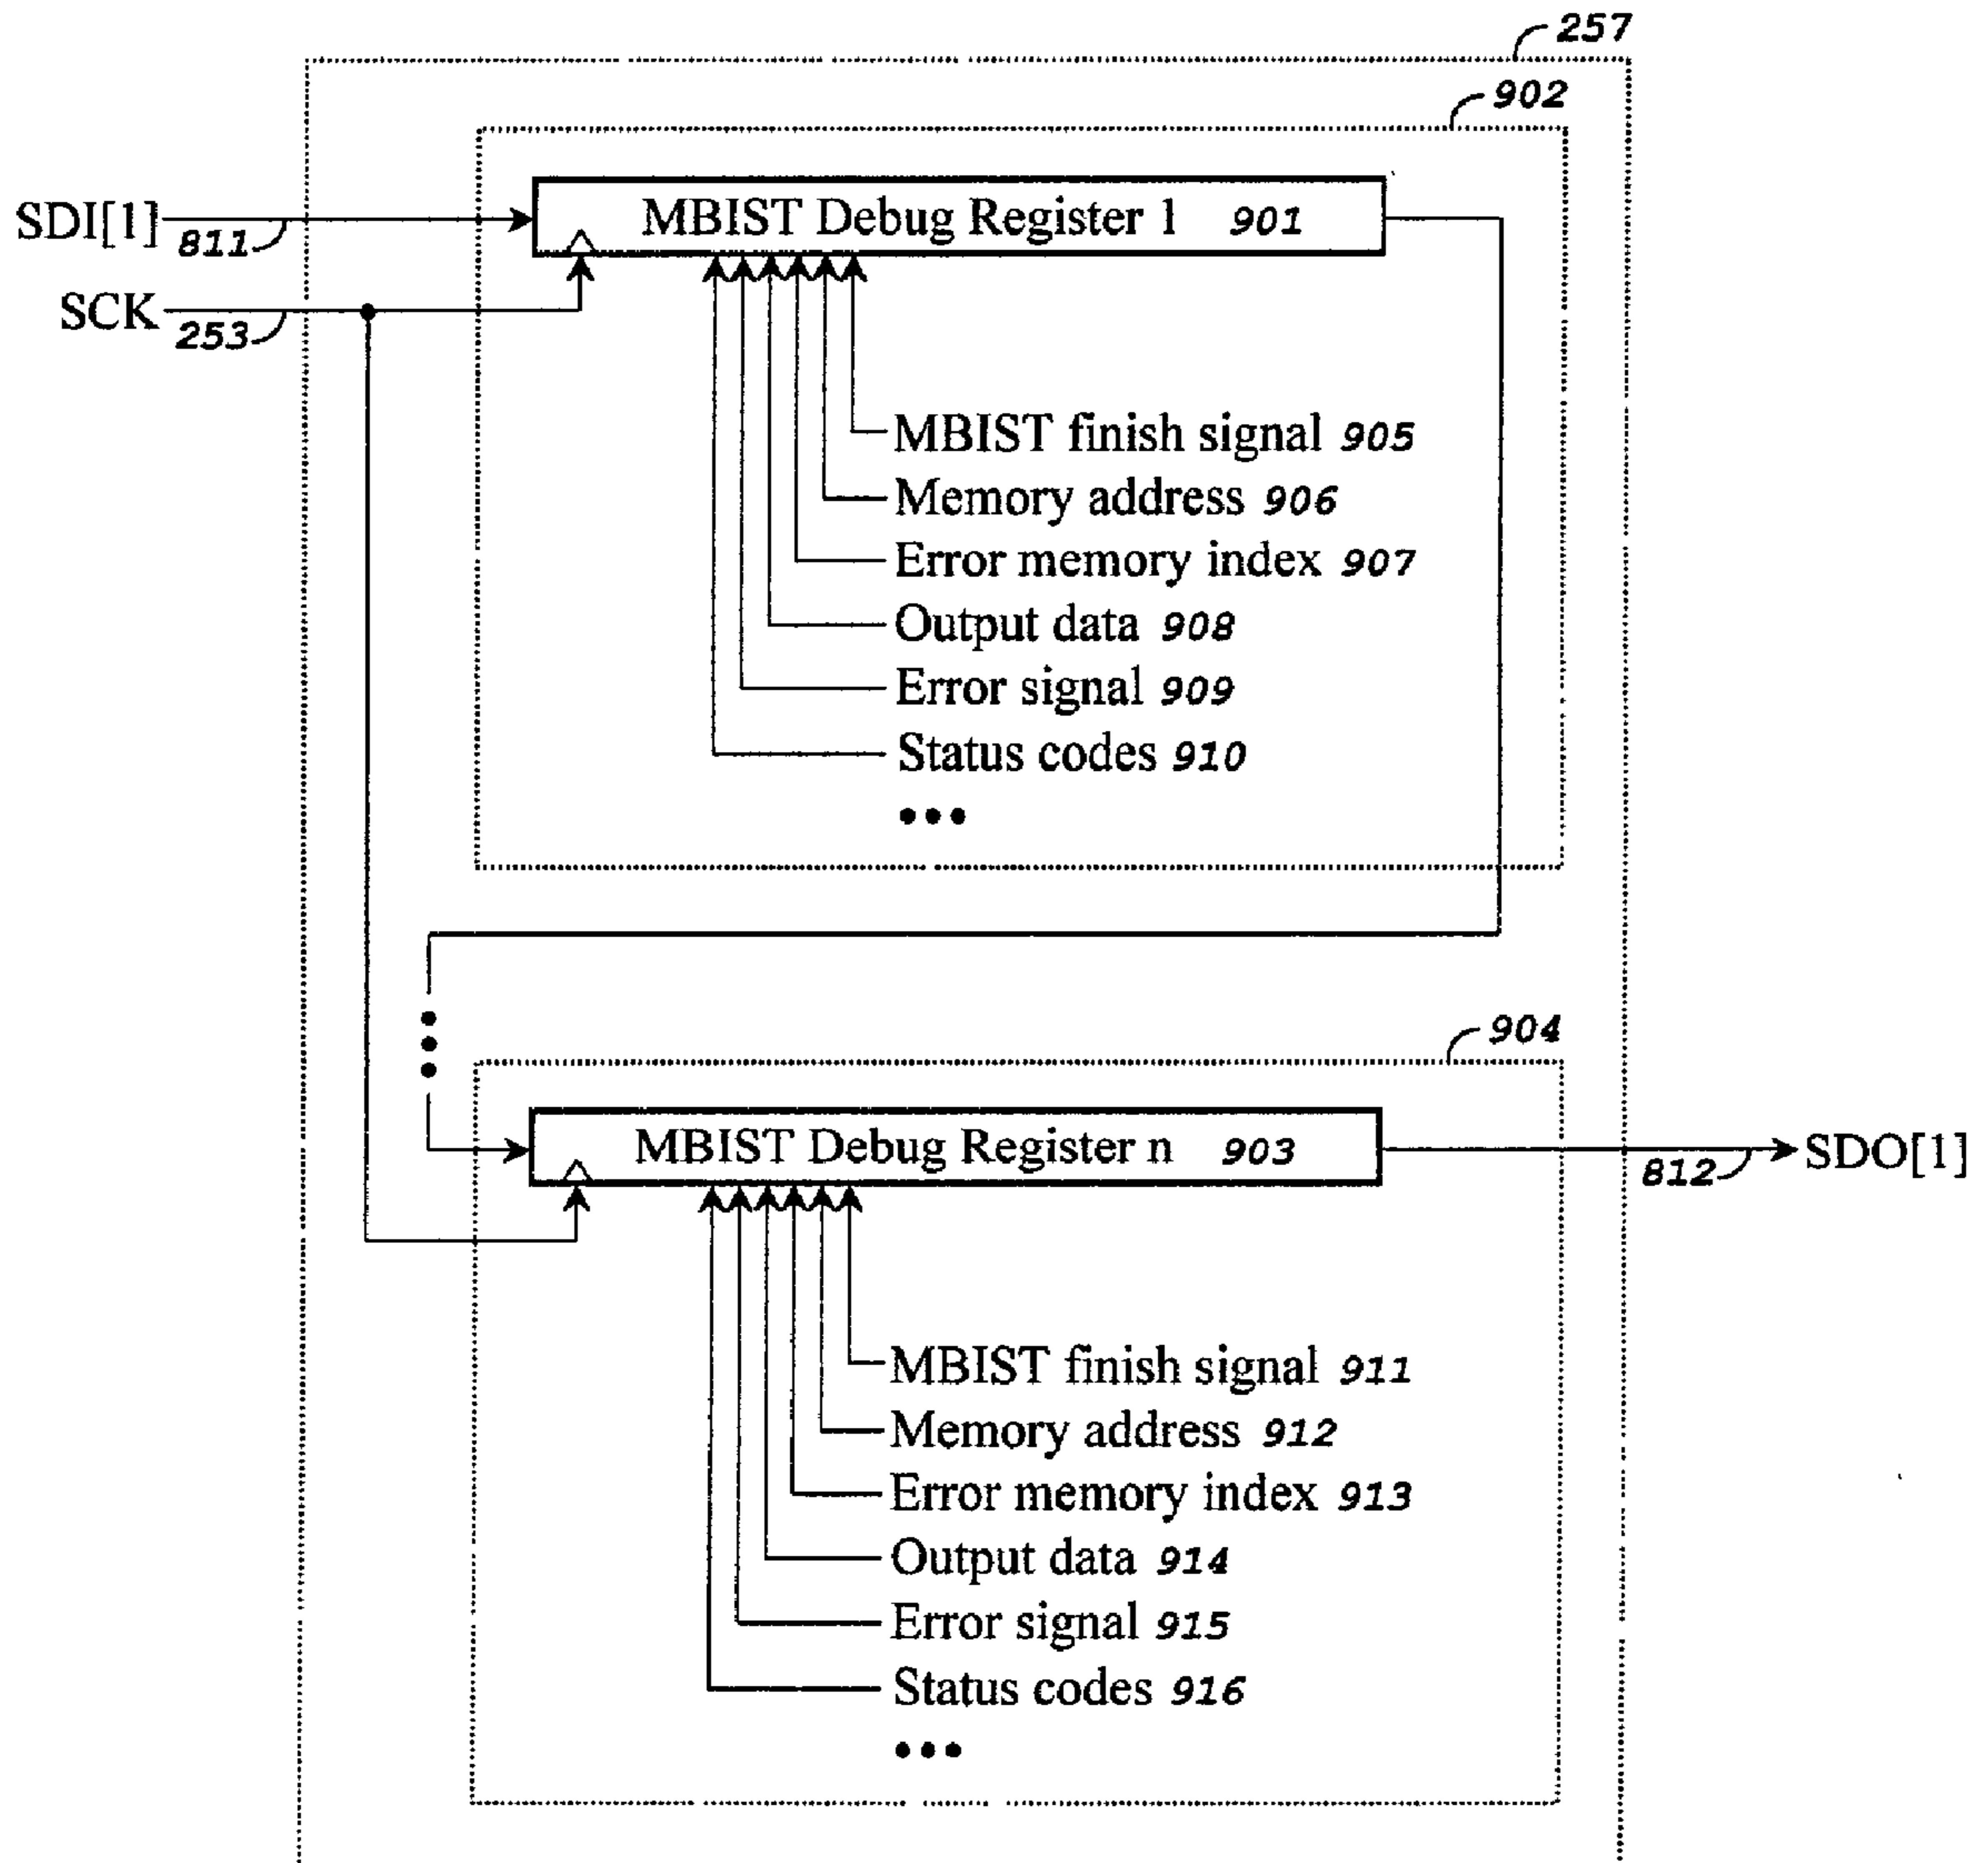 257
902
SDI[1]
811
MBIST Debug Register 1 901
SCK
253
MBIST finish signal 905
Memory address 906
Error memory index 907
Output data 908
Error signal 909
Status codes 910
•••
904
MBIST Debug Register n 903
812
SDO[1]
MBIST finish signal 911
Memory address 912
Error memory index 913
Output data 914
Error signal 915
Status codes 916
•••